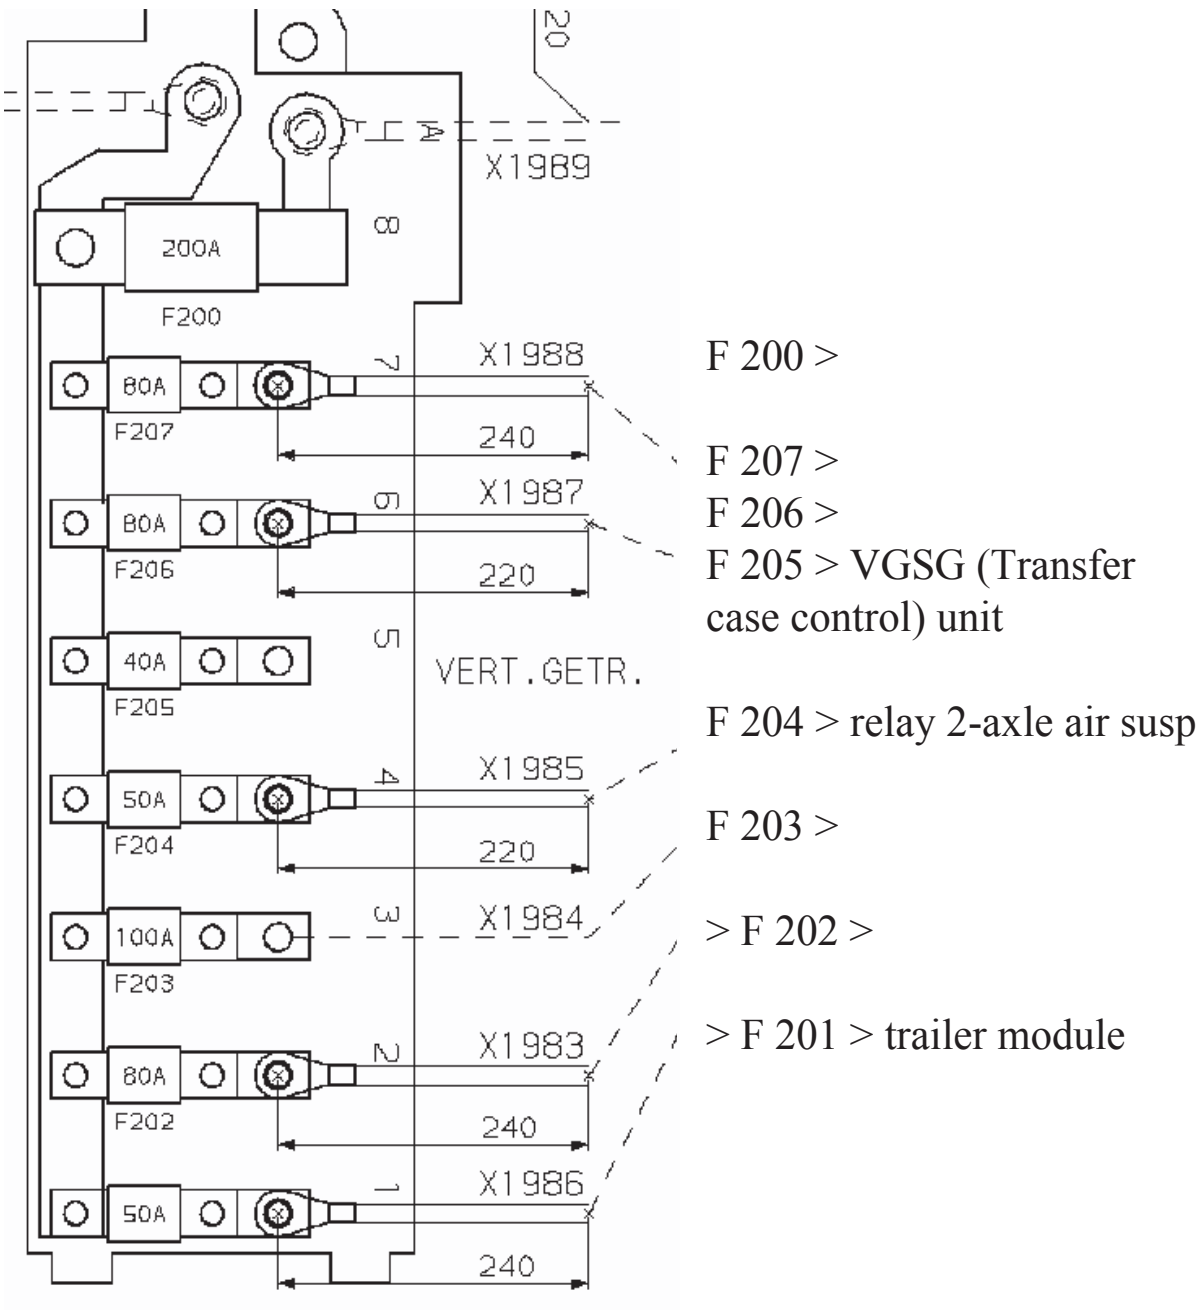 20
X1989
A
8
200A
F200
7
X1988
F 200 >
80A
F207
240
F 207 >
6
X1987
F 206 >
80A
F206
220
F 205 > VGSG (Transfer
case control) unit
5
40A
VERT.GETR.
F205
F 204 > relay 2-axle air susp
4
X1985
50A
F204
220
F 203 >
3
X1984
100A
F203
> F 202 >
2
X1983
80A
F202
240
> F 201 > trailer module
1
X1986
50A
240